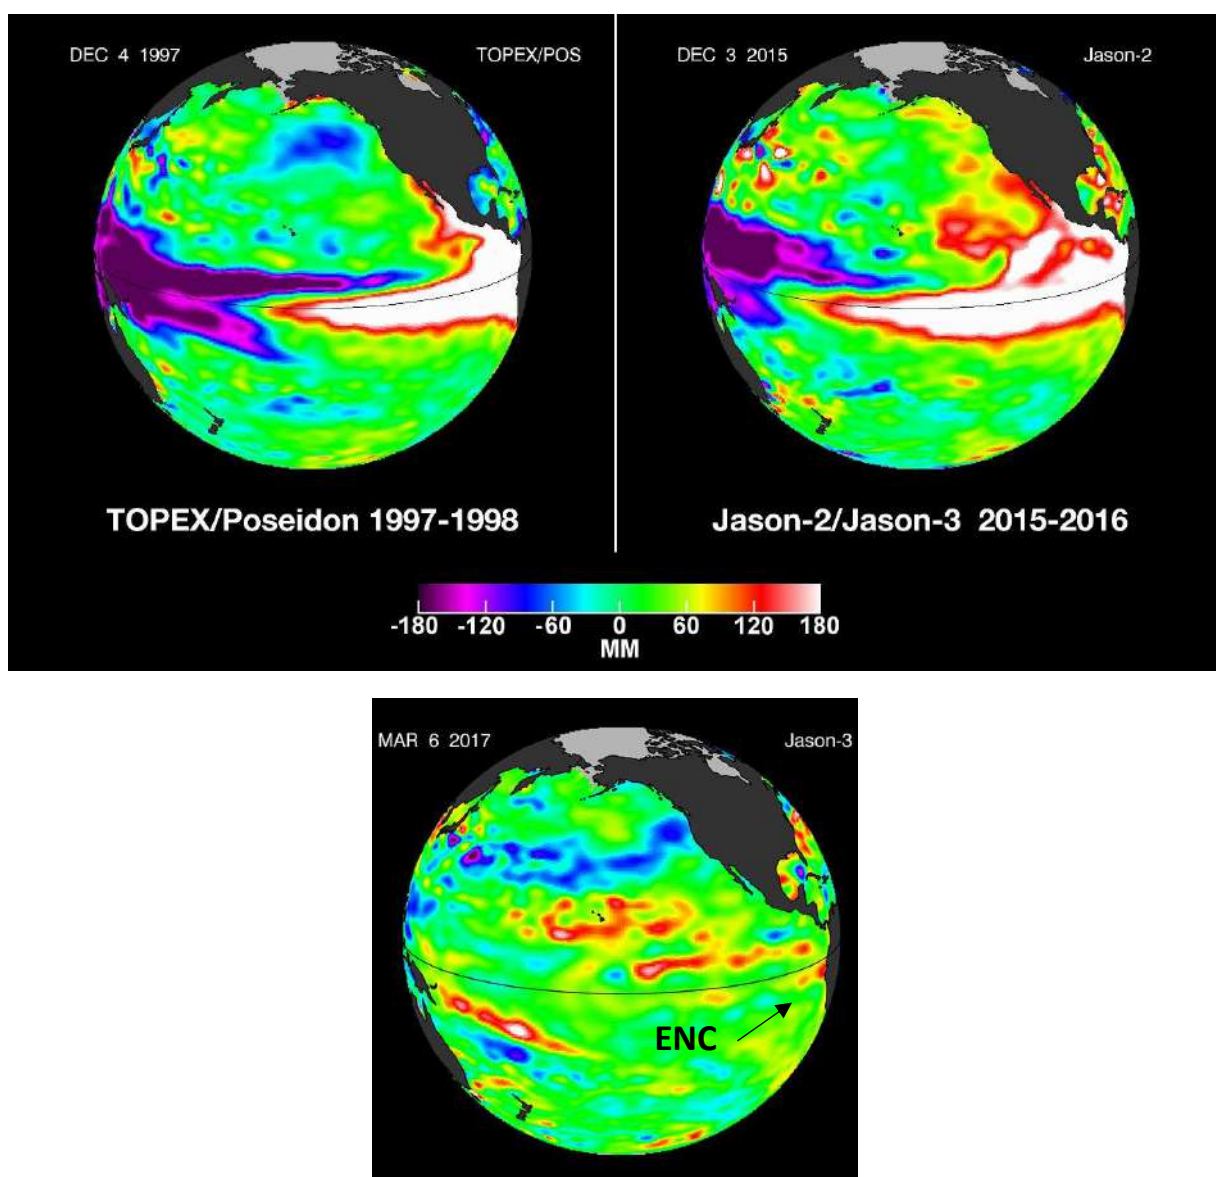 DEC 4 1997 TOPEX/POS
DEC 3 2015 Jason-2
TOPEX/Poseidon 1997-1998
Jason-2/Jason-3 2015-2016
-180 -120 -60 0 60 120 180
MM
MAR 6 2017 Jason-3
ENC